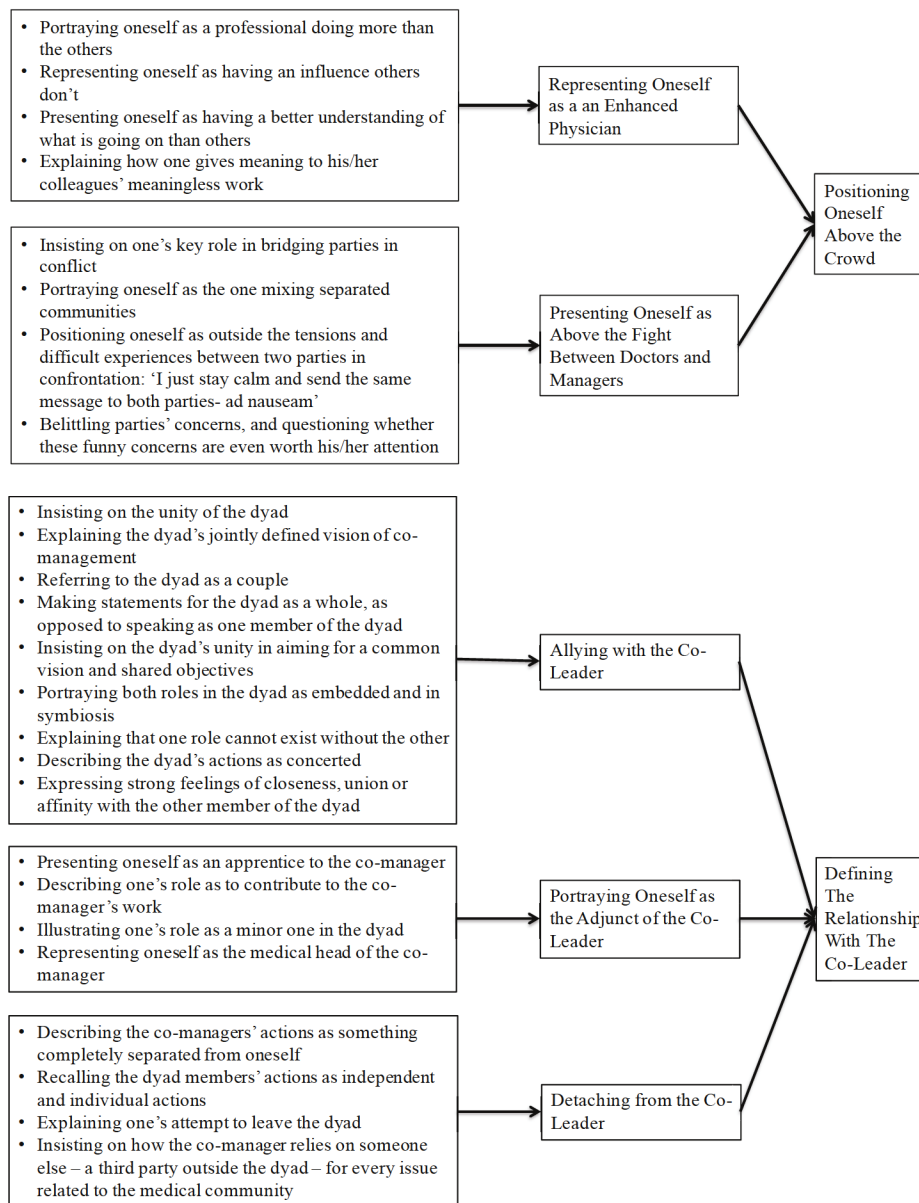 • Portraying oneself as a professional doing more than
the others
• Representing oneself as having an influence others
don't
• Presenting oneself as having a better understanding of
what is going on than others
• Explaining how one gives meaning to his/her
colleagues' meaningless work
Representing Oneself
as a an Enhanced
Physician
Positioning
Oneself
Above the
Crowd
• Insisting on one's key role in bridging parties in
conflict
• Portraying oneself as the one mixing separated
communities
• Positioning oneself as outside the tensions and
difficult experiences between two parties in
confrontation: 'I just stay calm and send the same
message to both parties- ad nauseam'
• Belittling parties' concerns, and questioning whether
these funny concerns are even worth his/her attention
Presenting Oneself as
Above the Fight
Between Doctors and
Managers
• Insisting on the unity of the dyad
• Explaining the dyad's jointly defined vision of co-
management
• Referring to the dyad as a couple
• Making statements for the dyad as a whole, as
opposed to speaking as one member of the dyad
• Insisting on the dyad's unity in aiming for a common
vision and shared objectives
• Portraying both roles in the dyad as embedded and in
symbiosis
• Explaining that one role cannot exist without the other
• Describing the dyad's actions as concerted
• Expressing strong feelings of closeness, union or
affinity with the other member of the dyad
Allying with the Co-
Leader
• Presenting oneself as an apprentice to the co-manager
• Describing one's role as to contribute to the co-
manager's work
• Illustrating one's role as a minor one in the dyad
• Representing oneself as the medical head of the co-
manager
Portraying Oneself as
the Adjunct of the Co-
Leader
Defining
The
Relationship
With The
Co-Leader
• Describing the co-managers' actions as something
completely separated from oneself
• Recalling the dyad members' actions as independent
and individual actions
• Explaining one's attempt to leave the dyad
• Insisting on how the co-manager relies on someone
else – a third party outside the dyad – for every issue
related to the medical community
Detaching from the Co-
Leader